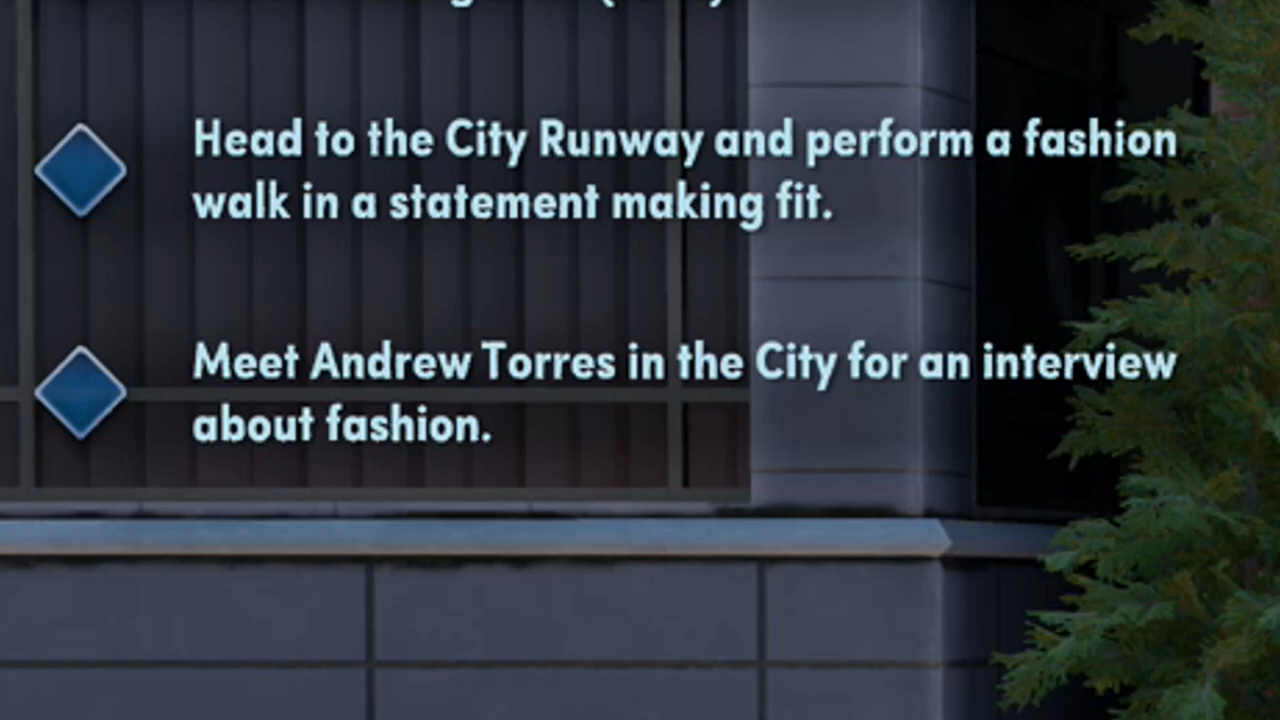 Head to the City Runway and perform a fashion
walk in a statement making fit.
Meet Andrew Torres in the City for an interview
about fashion.